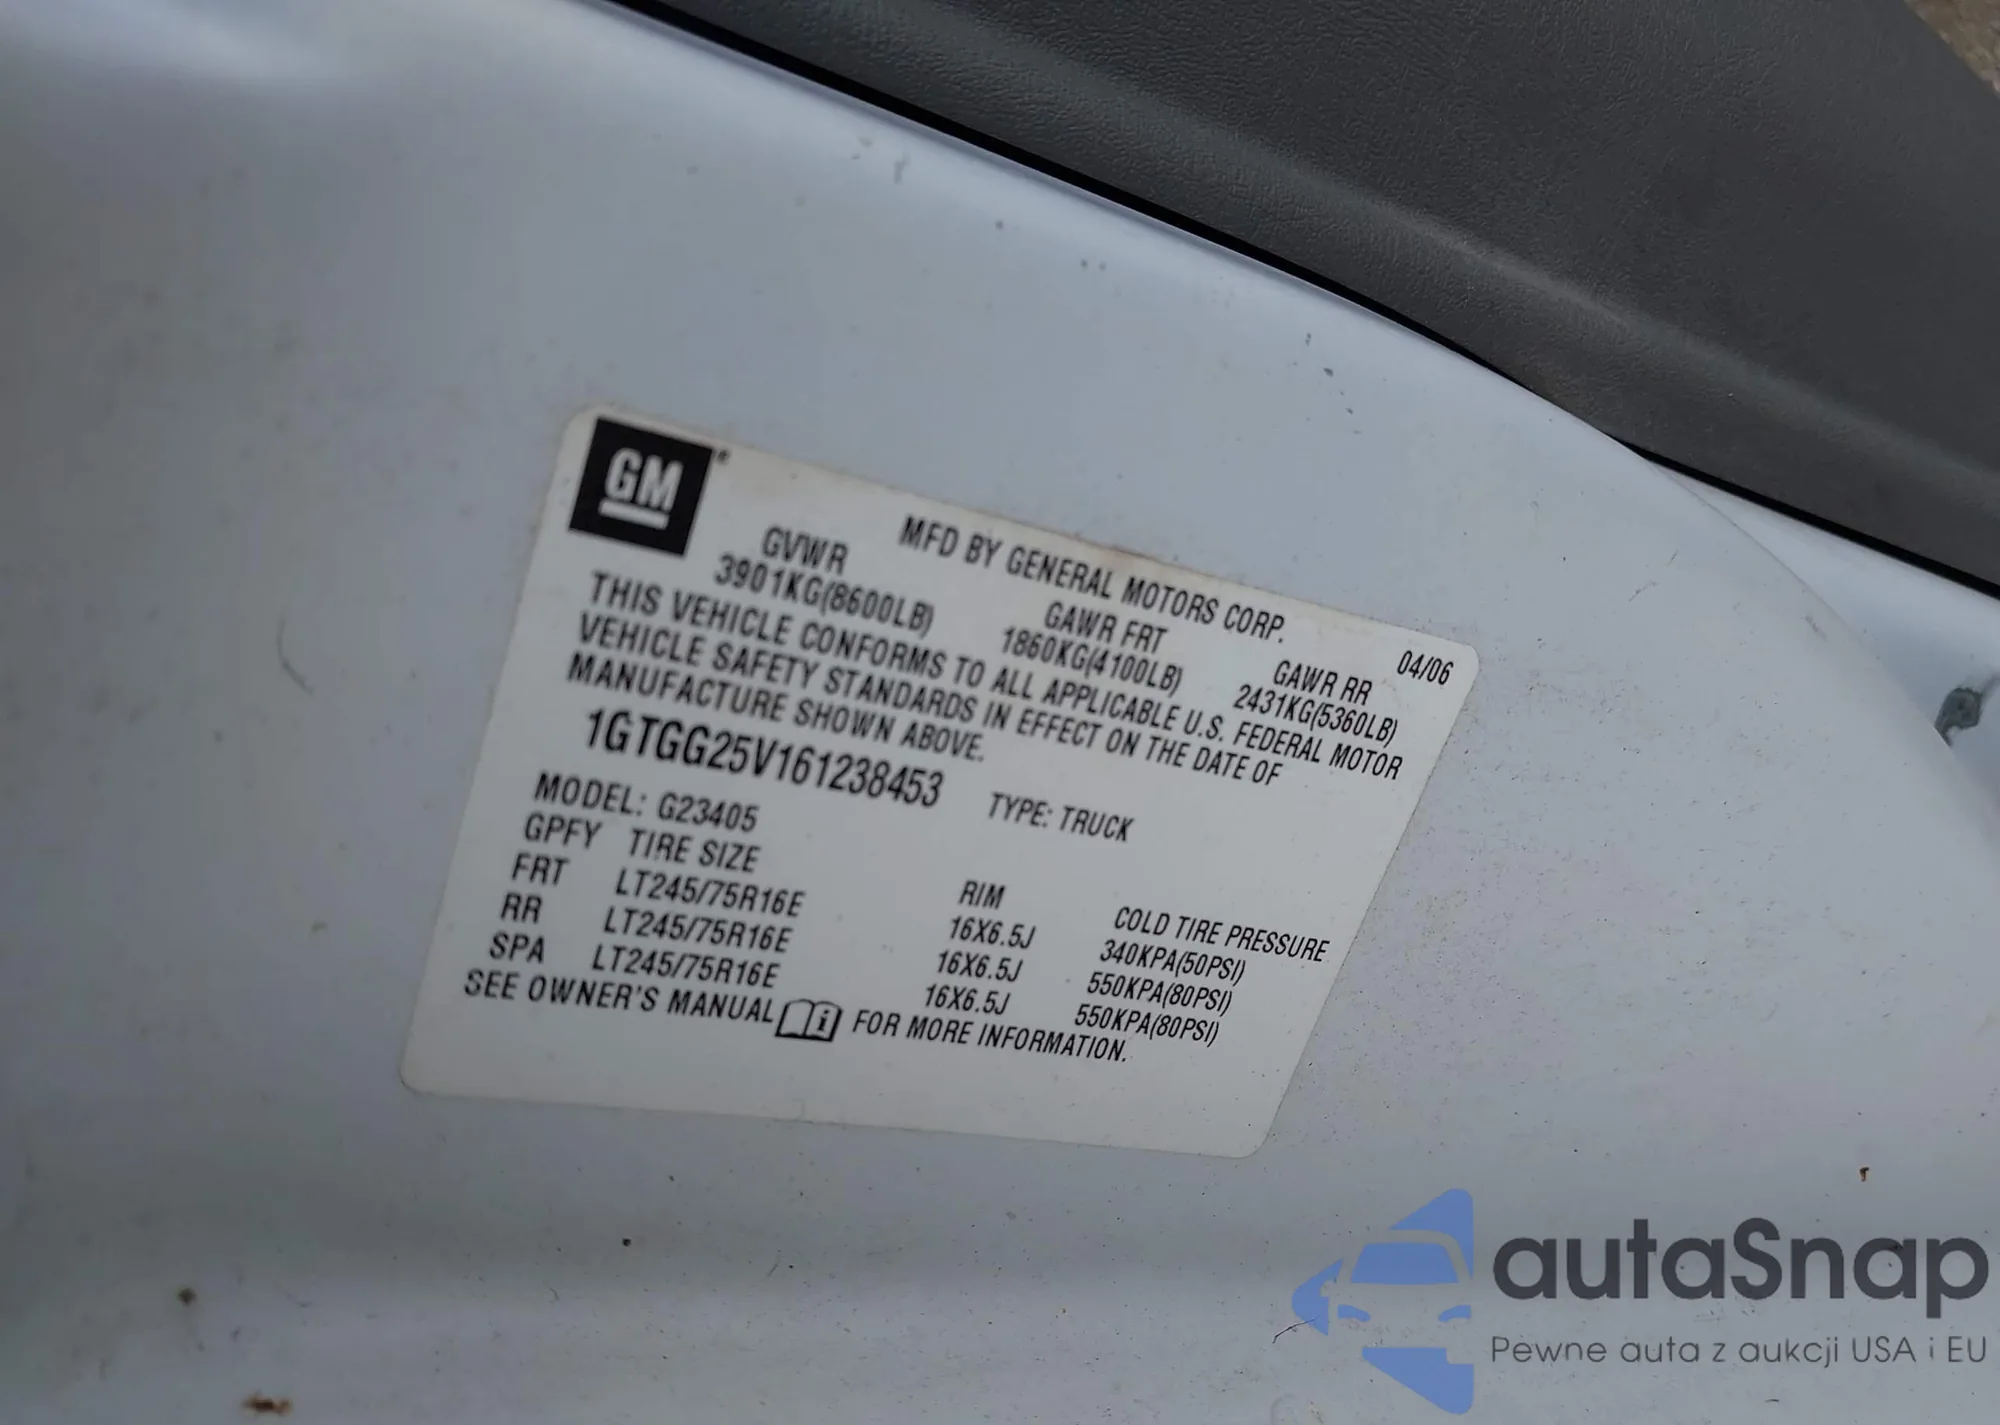 GM®
MFD BY GENERAL MOTORS CORP. 04/06
GVWR GAWR FRT GAWR RR
3901KG(8600LB) 1860KG(4100LB) 2431KG(5360LB)
THIS VEHICLE CONFORMS TO ALL APPLICABLE U.S. FEDERAL MOTOR
VEHICLE SAFETY STANDARDS IN EFFECT ON THE DATE OF
MANUFACTURE SHOWN ABOVE.
1GTGG25V161238453 TYPE: TRUCK
MODEL: G23405
GPFY TIRE SIZE RIM COLD TIRE PRESSURE
FRT LT245/75R16E 16X6.5J 340KPA(50PSI)
RR LT245/75R16E 16X6.5J 550KPA(80PSI)
SPA LT245/75R16E 16X6.5J 550KPA(80PSI)
SEE OWNER'S MANUAL FOR MORE INFORMATION.
autaSnap
Pewne auta z aukcji USA i EU